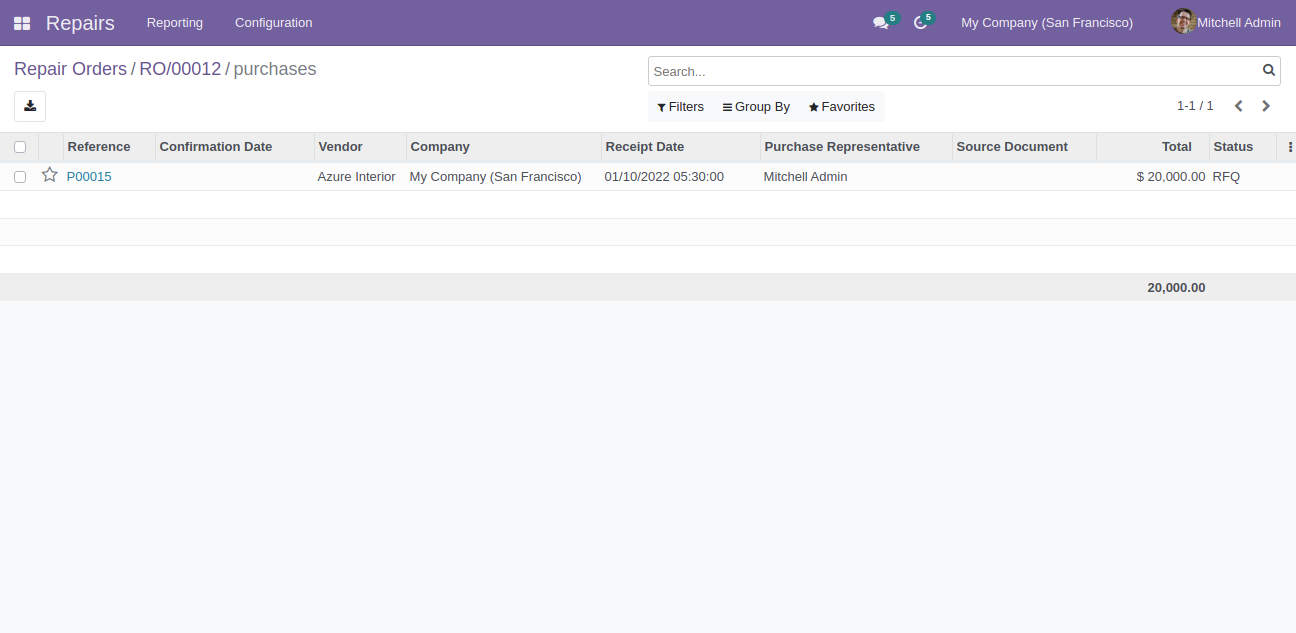 Repairs Reporting Configuration 5 5 My Company (San Francisco) Mitchell Admin
Repair Orders / RO/00012 / purchases
Search...
Filters Group By Favorites 1-1 / 1
Reference Confirmation Date Vendor Company Receipt Date Purchase Representative Source Document Total Status
P00015 Azure Interior My Company (San Francisco) 01/10/2022 05:30:00 Mitchell Admin $ 20,000.00 RFQ
20,000.00